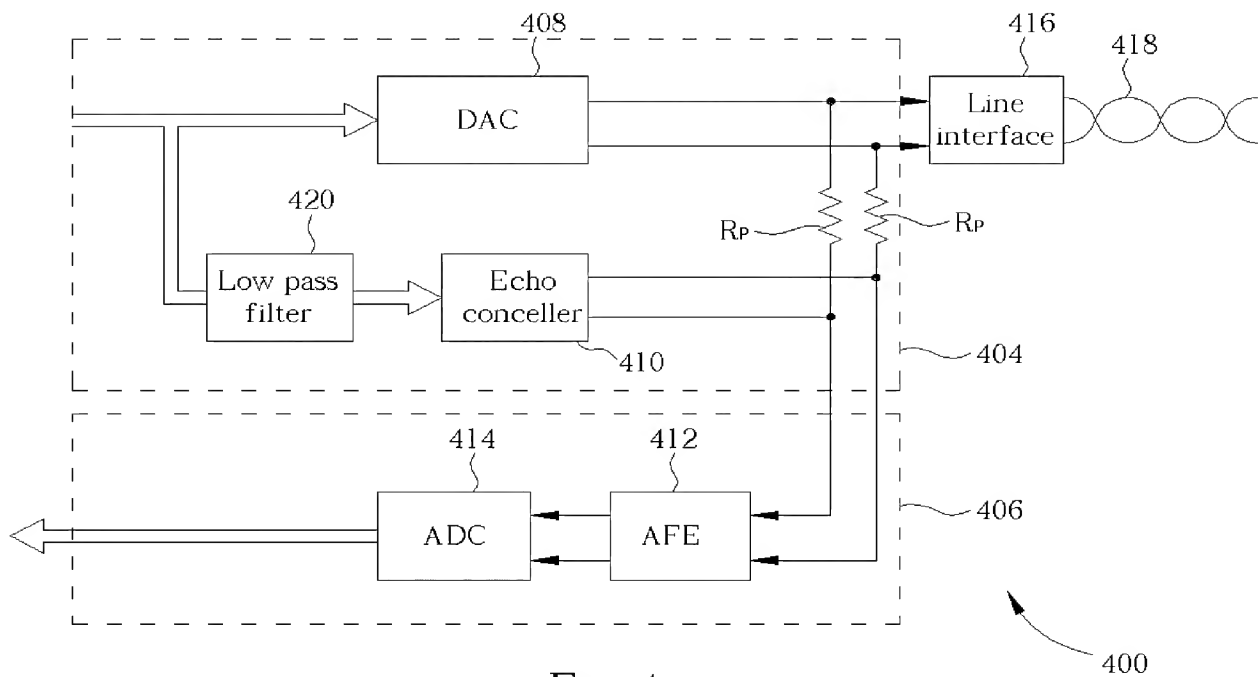 408
416
418
DAC
Line
interface
420
RP
RP
Low pass
filter
Echo
conceller
410
404
414
412
ADC
AFE
406
400